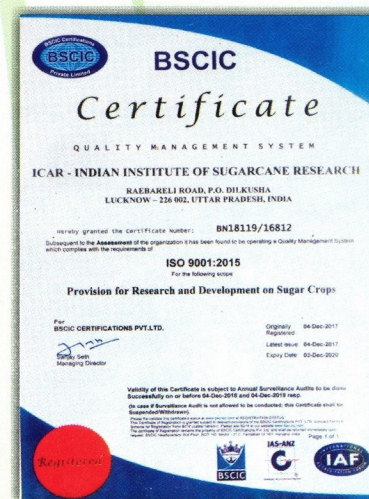 BSCIC Certifications
BSCIC
Private Limited
BSCIC
Certificate
QUALITY MANAGEMENT SYSTEM
ICAR - INDIAN INSTITUTE OF SUGARCANE RESEARCH
RAEBARELI ROAD, P.O. DILKUSHA
LUCKNOW – 226 002, UTTAR PRADESH, INDIA
Hereby granted the Certificate Number: BN18119/16812
Subsequent to the Assessment of the organization it has been found to be operating a Quality Management System
which complies with the requirements of
ISO 9001:2015
For the following scope
Provision for Research and Development on Sugar Crops
For
BSCIC CERTIFICATIONS PVT.LTD.
Sanjay Seth
Managing Director
Originally Registered 04-Dec-2017
Latest issue 04-Dec-2017
Expiry Date 03-Dec-2020
Validity of this Certificate is subject to Annual Surveillance Audits to be done
Successfully on or before 04-Dec-2018 and 04-Dec-2019 resp.
(In case if Surveillance Audit is not allowed to be conducted; this Certificate shall be
Suspended/Withdrawn)
Page 1 of 1
Registered
BSCIC
JAS-ANZ
IAF